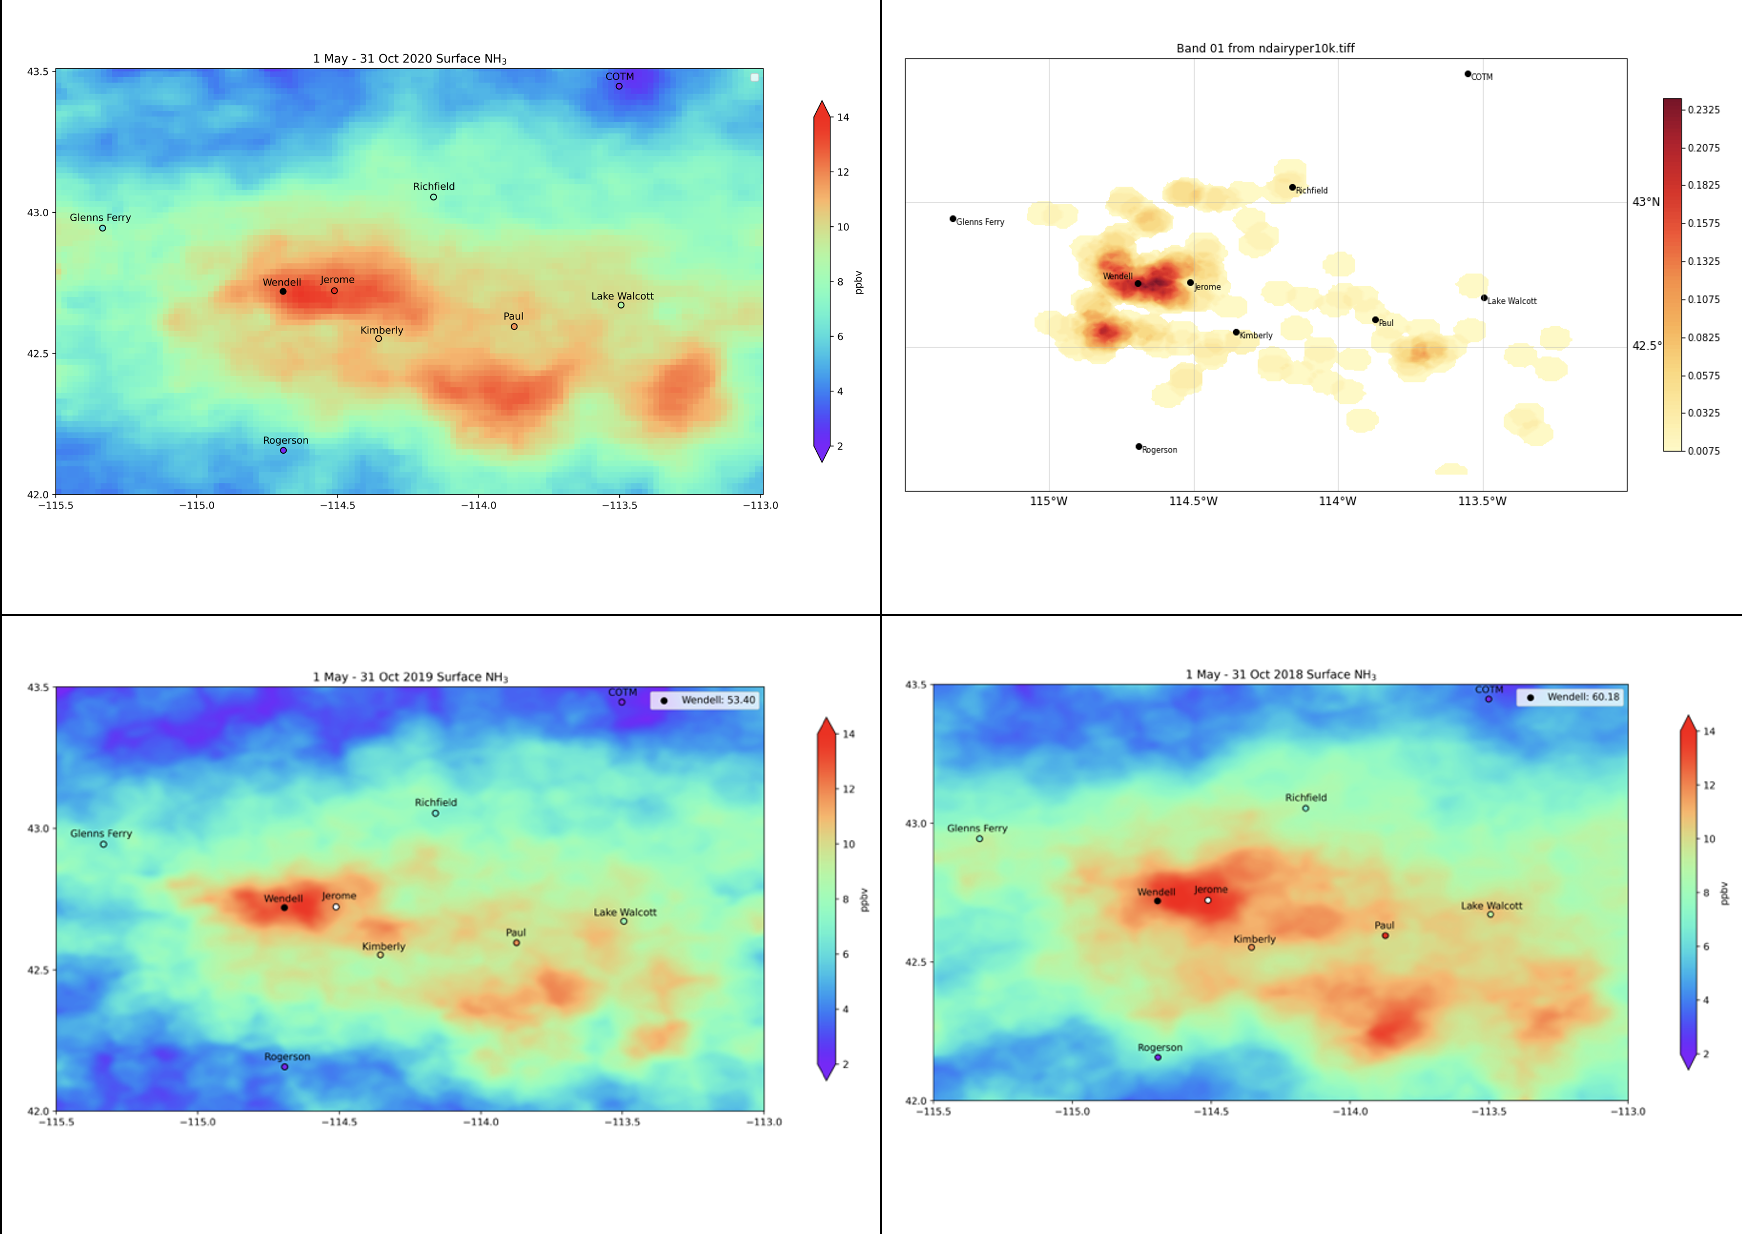 1 May - 31 Oct 2020 Surface NH₃
43.5
43.0
42.5
42.0
−115.5
−115.0
−114.5
−114.0
−113.5
−113.0
COTM
Richfield
Glenns Ferry
Wendell
Jerome
Lake Walcott
Paul
Kimberly
Rogerson
14
12
10
8
6
4
2
ppbv
Band 01 from ndairyper10k.tiff
COTM
Richfield
Glenns Ferry
Wendell
Jerome
Lake Walcott
Paul
Kimberly
Rogerson
43°N
42.5°
115°W
114.5°W
114°W
113.5°W
0.2325
0.2075
0.1825
0.1575
0.1325
0.1075
0.0825
0.0575
0.0325
0.0075
1 May - 31 Oct 2019 Surface NH₃
43.5
43.0
42.5
42.0
−115.5
−115.0
−114.5
−114.0
−113.5
−113.0
COTM
Wendell: 53.40
Richfield
Glenns Ferry
Wendell
Jerome
Lake Walcott
Paul
Kimberly
Rogerson
14
12
10
8
6
4
2
ppbv
1 May - 31 Oct 2018 Surface NH₃
43.5
43.0
42.5
42.0
−115.5
−115.0
−114.5
−114.0
−113.5
−113.0
COTM
Wendell: 60.18
Richfield
Glenns Ferry
Wendell
Jerome
Lake Walcott
Paul
Kimberly
Rogerson
14
12
10
8
6
4
2
ppbv